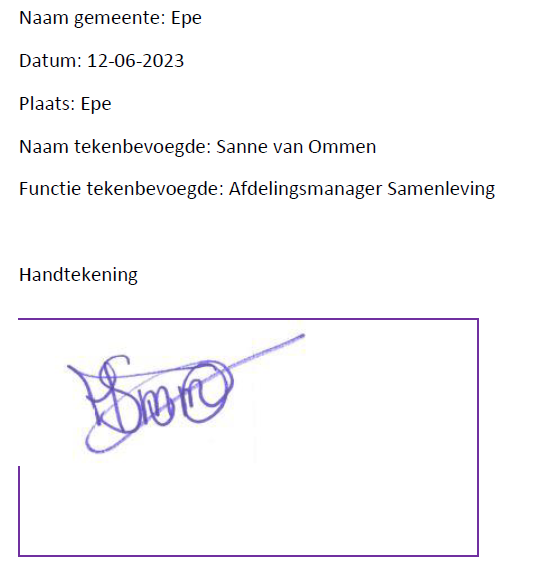 Naam gemeente: Epe
Datum: 12-06-2023
Plaats: Epe
Naam tekenbevoegde: Sanne van Ommen
Functie tekenbevoegde: Afdelingsmanager Samenleving
Handtekening